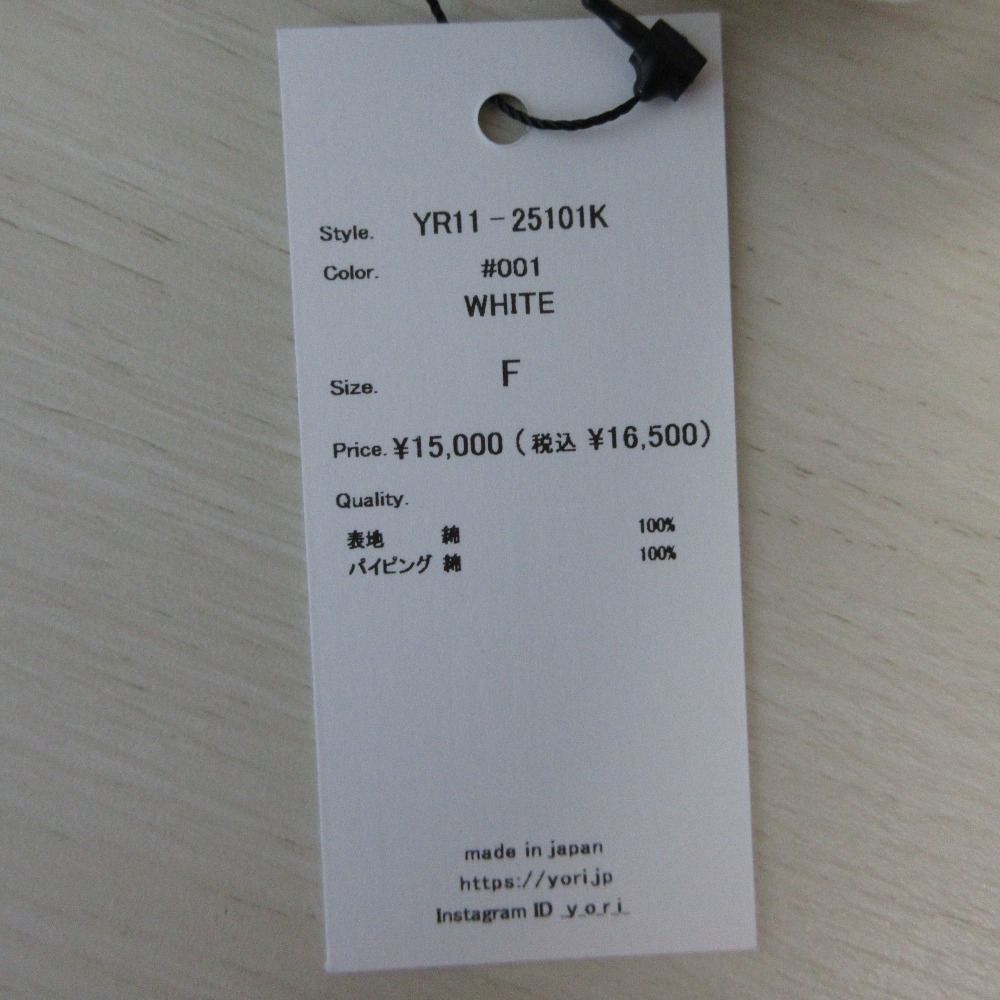 Style. YR11-25101K
Color. #001
WHITE
Size. F
Price. ¥15,000 (税込 ¥16,500)
Quality.
表地 綿 100%
パイピング 綿 100%
made in japan
https://yori.jp
Instagram ID _y_o_r_i_